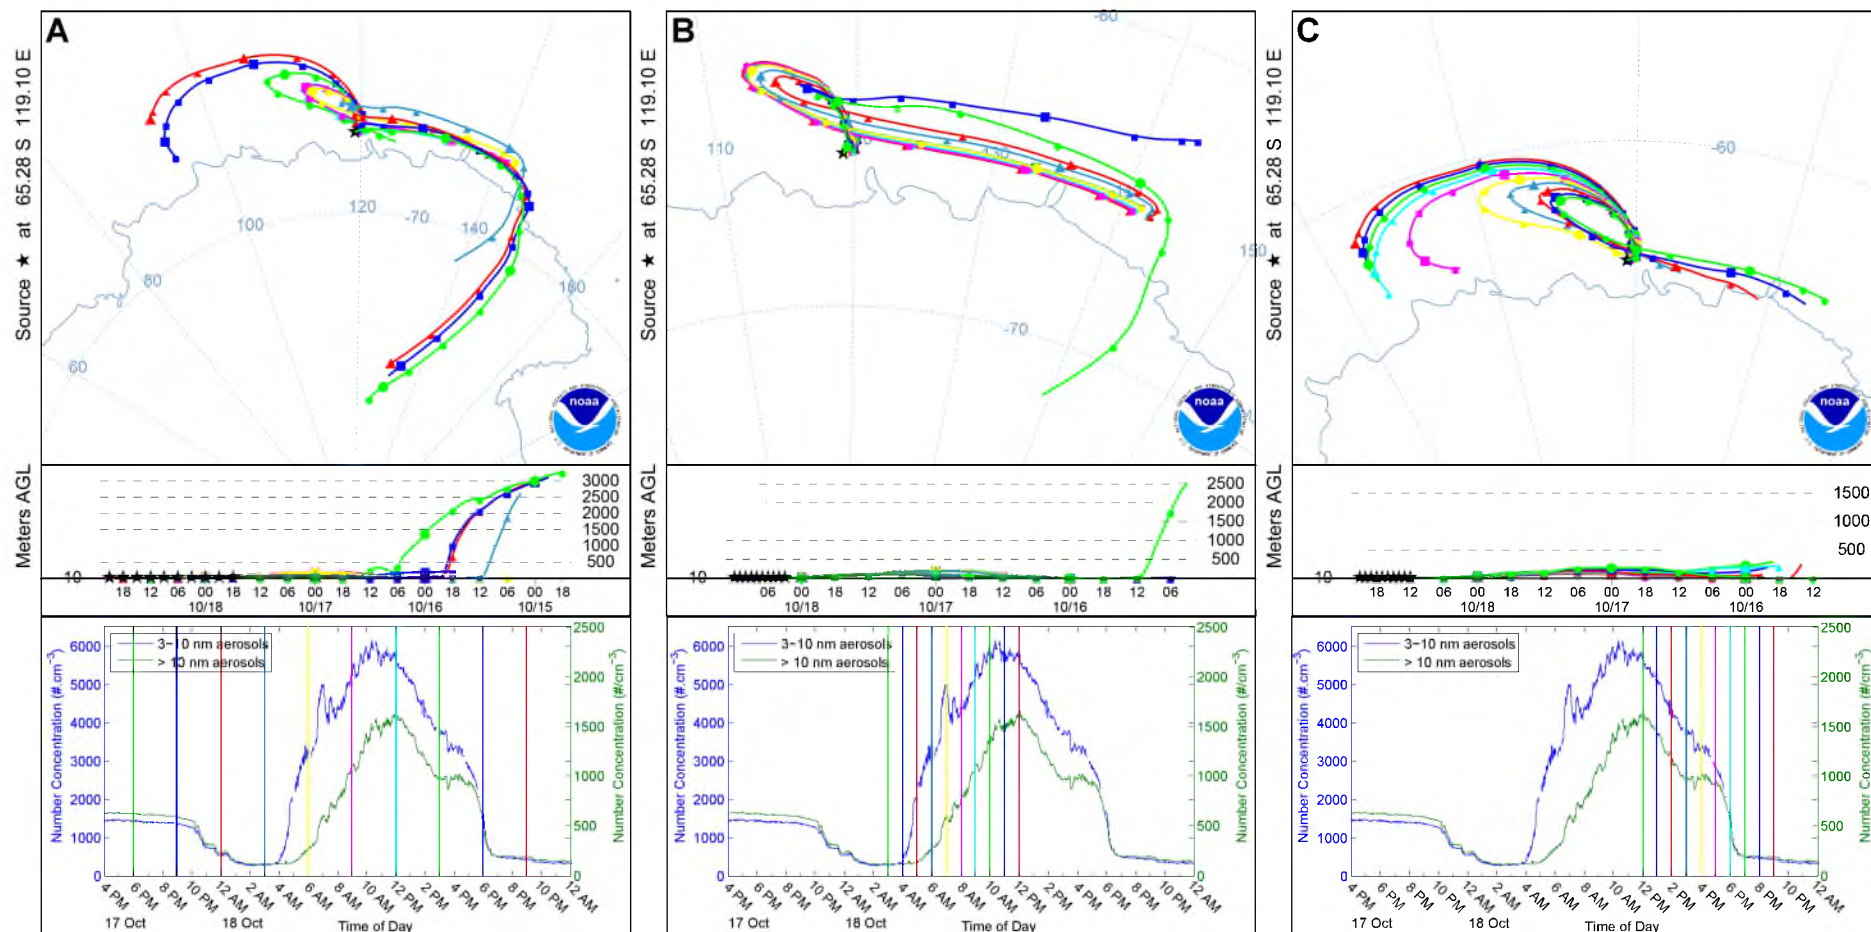 A
Source ★ at 65.28 S 119.10 E
100
120
-70
140
80
160
60
noaa
Meters AGL
3000
2500
2000
1500
1000
500
10
18 12 06 00 18 12 06 00 18 12 06 00 18 12 06 00 18
10/18 10/17 10/16 10/15
3-10 nm aerosols
> 10 nm aerosols
Number Concentration (#.cm-3)
6000
5000
4000
3000
2000
1000
0
Number Concentration (#/cm-3)
2500
2000
1500
1000
500
0
4 PM 6 PM 8 PM 10 PM 12 AM 2 AM 4 AM 6 AM 8 AM 10 AM 12 PM 2 PM 4 PM 6 PM 8 PM 10 PM 12 AM
17 Oct 18 Oct Time of Day
B
Source ★ at 65.28 S 119.10 E
-60
110
130
150
-70
noaa
Meters AGL
2500
2000
1500
1000
500
10
06 00 18 12 06 00 18 12 06 00 18 12 06
10/18 10/17 10/16
3-10 nm aerosols
> 10 nm aerosols
Number Concentration (#.cm-3)
6000
5000
4000
3000
2000
1000
0
Number Concentration (#/cm-3)
2500
2000
1500
1000
500
0
4 PM 6 PM 8 PM 10 PM 12 AM 2 AM 4 AM 6 AM 8 AM 10 AM 12 PM 2 PM 4 PM 6 PM 8 PM 10 PM 12 AM
17 Oct 18 Oct Time of Day
C
Source ★ at 65.28 S 119.10 E
-60
noaa
Meters AGL
1500
1000
500
10
18 12 06 00 18 12 06 00 18 12 06 00 18 12
10/18 10/17 10/16
3-10 nm aerosols
> 10 nm aerosols
Number Concentration (#.cm-3)
6000
5000
4000
3000
2000
1000
0
Number Concentration (#/cm-3)
2500
2000
1500
1000
500
0
4 PM 6 PM 8 PM 10 PM 12 AM 2 AM 4 AM 6 AM 8 AM 10 AM 12 PM 2 PM 4 PM 6 PM 8 PM 10 PM 12 AM
17 Oct 18 Oct Time of Day